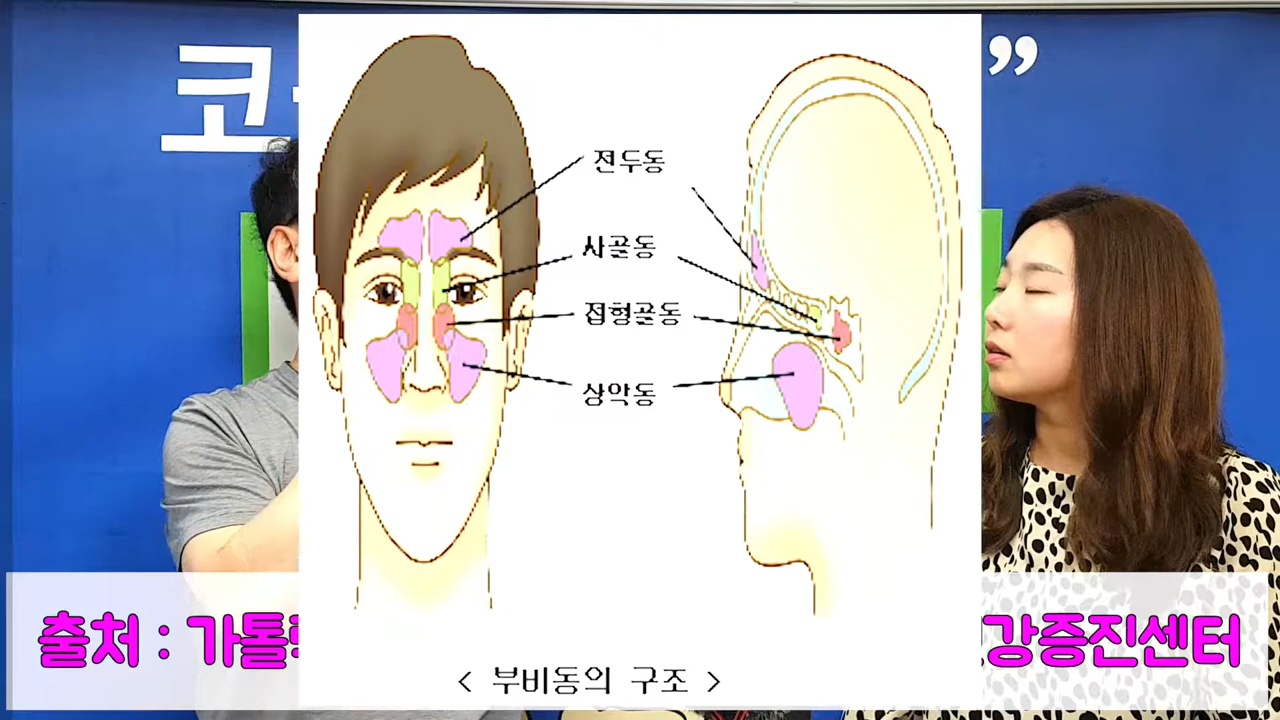 코
”
전두동
사골동
접형골동
상악동
출처 : 가톨
강증진센터
< 부비동의 구조 >